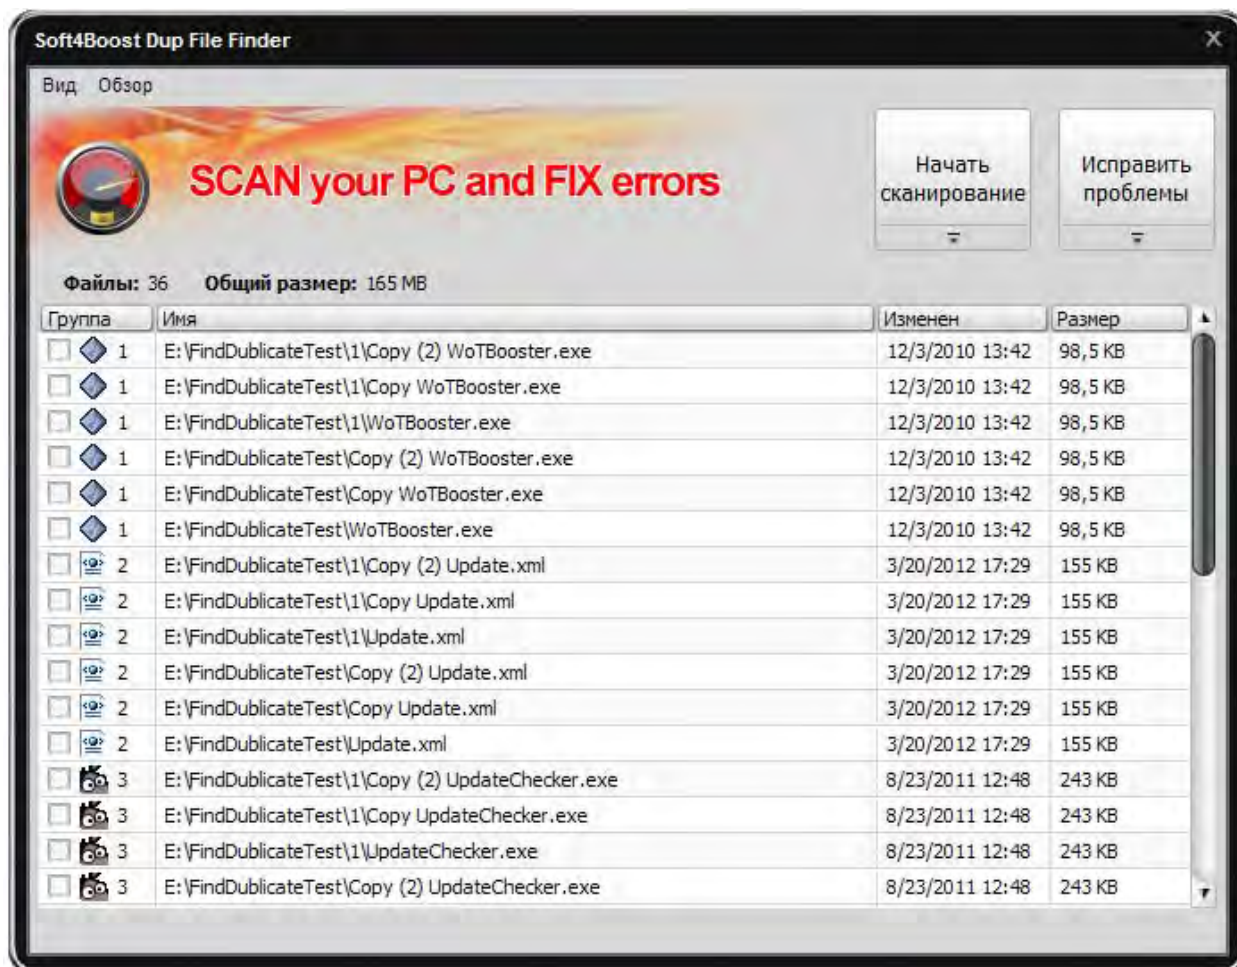 Soft4Boost Dup File Finder
Вид Обзор
SCAN your PC and FIX errors
Начать
сканирование
Исправить
проблемы
Файлы: 36 Общий размер: 165 MB
Группа Имя Изменен Размер
1 E:\FindDublicateTest\1\Copy (2) WoTBooster.exe 12/3/2010 13:42 98,5 KB
1 E:\FindDublicateTest\1\Copy WoTBooster.exe 12/3/2010 13:42 98,5 KB
1 E:\FindDublicateTest\1\WoTBooster.exe 12/3/2010 13:42 98,5 KB
1 E:\FindDublicateTest\Copy (2) WoTBooster.exe 12/3/2010 13:42 98,5 KB
1 E:\FindDublicateTest\Copy WoTBooster.exe 12/3/2010 13:42 98,5 KB
1 E:\FindDublicateTest\WoTBooster.exe 12/3/2010 13:42 98,5 KB
2 E:\FindDublicateTest\1\Copy (2) Update.xml 3/20/2012 17:29 155 KB
2 E:\FindDublicateTest\1\Copy Update.xml 3/20/2012 17:29 155 KB
2 E:\FindDublicateTest\1\Update.xml 3/20/2012 17:29 155 KB
2 E:\FindDublicateTest\Copy (2) Update.xml 3/20/2012 17:29 155 KB
2 E:\FindDublicateTest\Copy Update.xml 3/20/2012 17:29 155 KB
2 E:\FindDublicateTest\Update.xml 3/20/2012 17:29 155 KB
3 E:\FindDublicateTest\1\Copy (2) UpdateChecker.exe 8/23/2011 12:48 243 KB
3 E:\FindDublicateTest\1\Copy UpdateChecker.exe 8/23/2011 12:48 243 KB
3 E:\FindDublicateTest\1\UpdateChecker.exe 8/23/2011 12:48 243 KB
3 E:\FindDublicateTest\Copy (2) UpdateChecker.exe 8/23/2011 12:48 243 KB